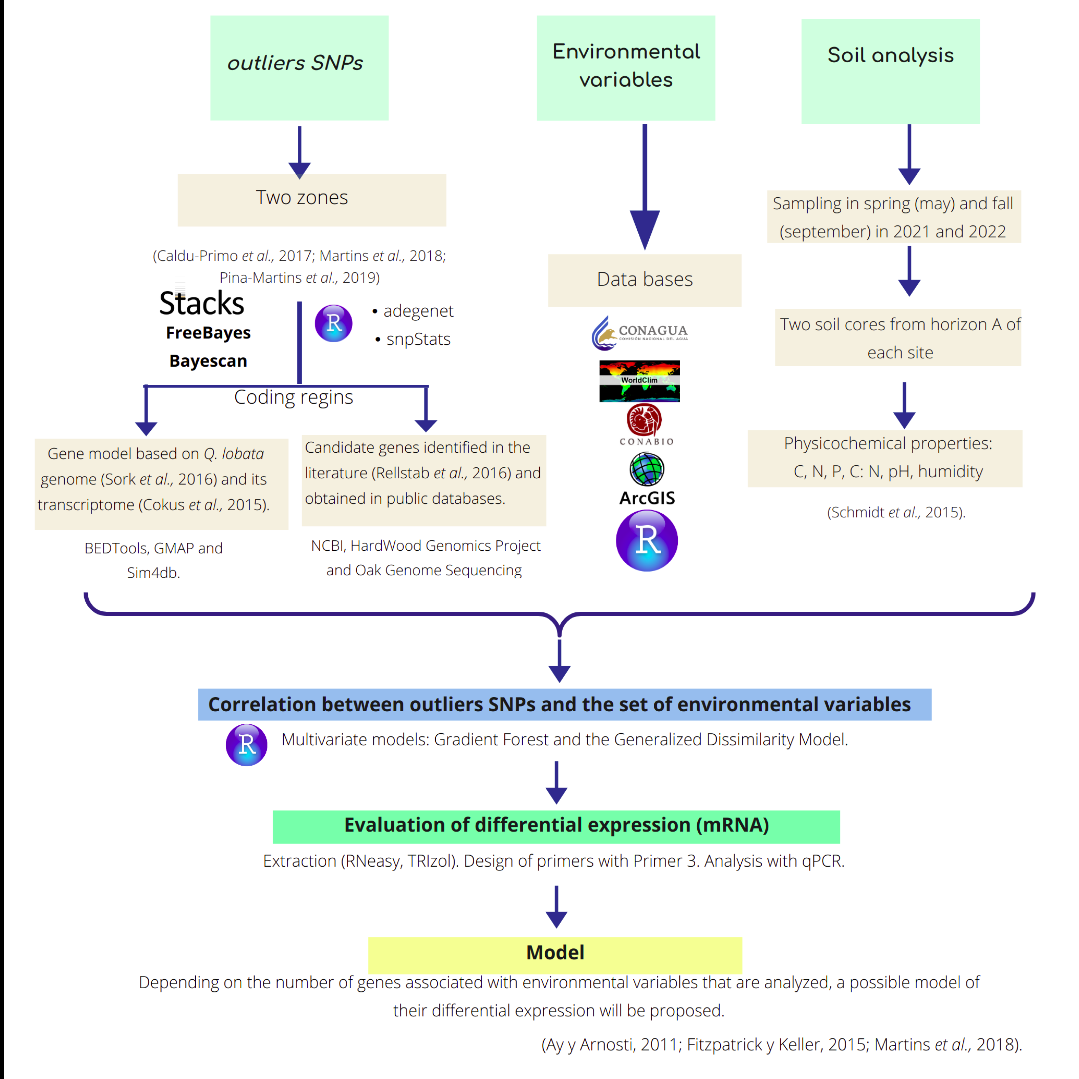 outliers SNPs
Environmental
variables
Soil analysis
Two zones
(Caldu-Primo et al., 2017; Martins et al., 2018;
Pina-Martins et al., 2019)
Stacks
FreeBayes
Bayescan
R
• adegenet
• snpStats
Coding regins
Gene model based on Q. lobata
genome (Sork et al., 2016) and its
transcriptome (Cokus et al., 2015).
BEDTools, GMAP and
Sim4db.
Candidate genes identified in the
literature (Rellstab et al., 2016) and
obtained in public databases.
NCBI, HardWood Genomics Project
and Oak Genome Sequencing
Data bases
CONAGUA
COMISIÓN NACIONAL DEL AGUA
WorldClim
CONABIO
ArcGIS
R
Sampling in spring (may) and fall
(september) in 2021 and 2022
Two soil cores from horizon A of
each site
Physicochemical properties:
C, N, P, C: N, pH, humidity
(Schmidt et al., 2015).
Correlation between outliers SNPs and the set of environmental variables
R
Multivariate models: Gradient Forest and the Generalized Dissimilarity Model.
Evaluation of differential expression (mRNA)
Extraction (RNeasy, TRIzol). Design of primers with Primer 3. Analysis with qPCR.
Model
Depending on the number of genes associated with environmental variables that are analyzed, a possible model of
their differential expression will be proposed.
(Ay y Arnosti, 2011; Fitzpatrick y Keller, 2015; Martins et al., 2018).